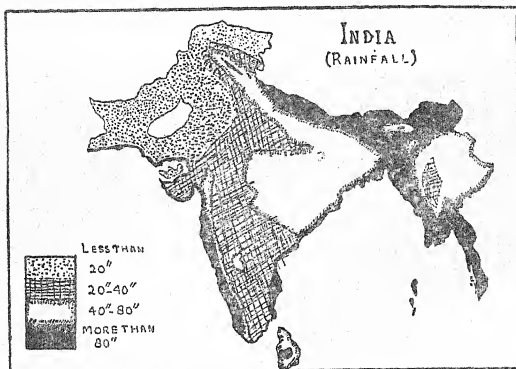 INDIA
(RAINFALL)
LESS THAN
20"
20"-40"
40"-80"
MORE THAN
80"